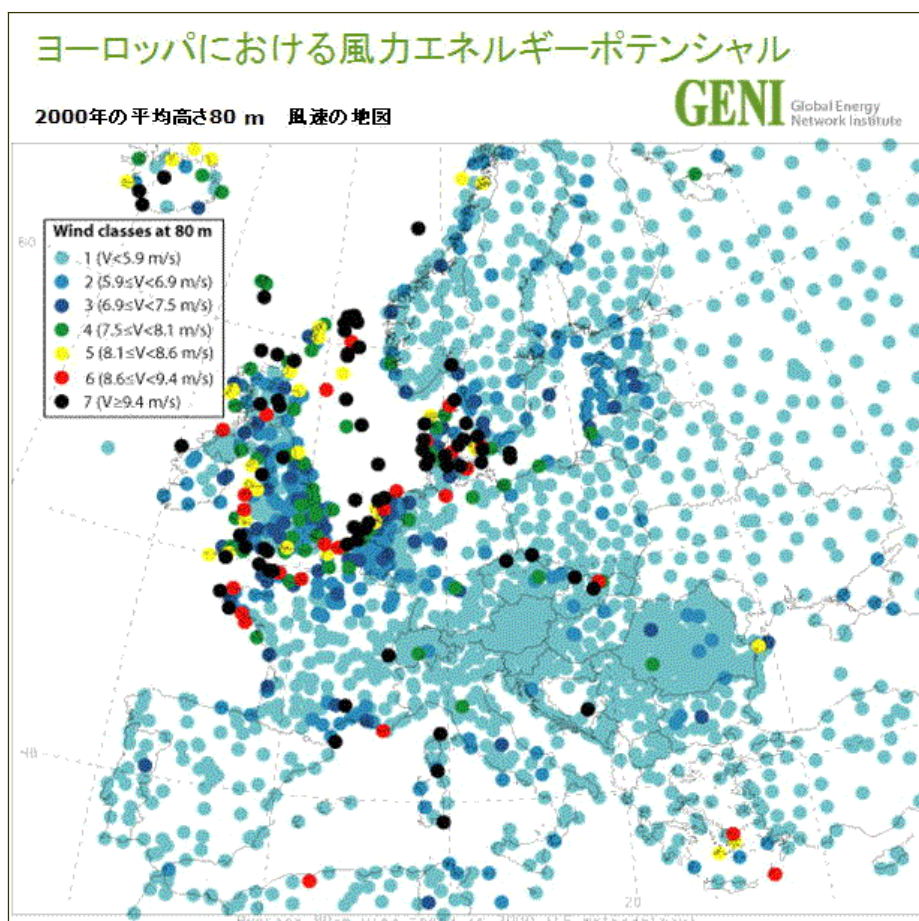 ヨーロッパにおける風力エネルギーポテンシャル
2000年の平均高さ80 m 風速の地図
GENI Global Energy
Network Institute
60
Wind classes at 80 m
1 (V<5.9 m/s)
2 (5.9≤V<6.9 m/s)
3 (6.9≤V<7.5 m/s)
4 (7.5≤V<8.1 m/s)
5 (8.1≤V<8.6 m/s)
6 (8.6≤V<9.4 m/s)
7 (V≥9.4 m/s)
40
20